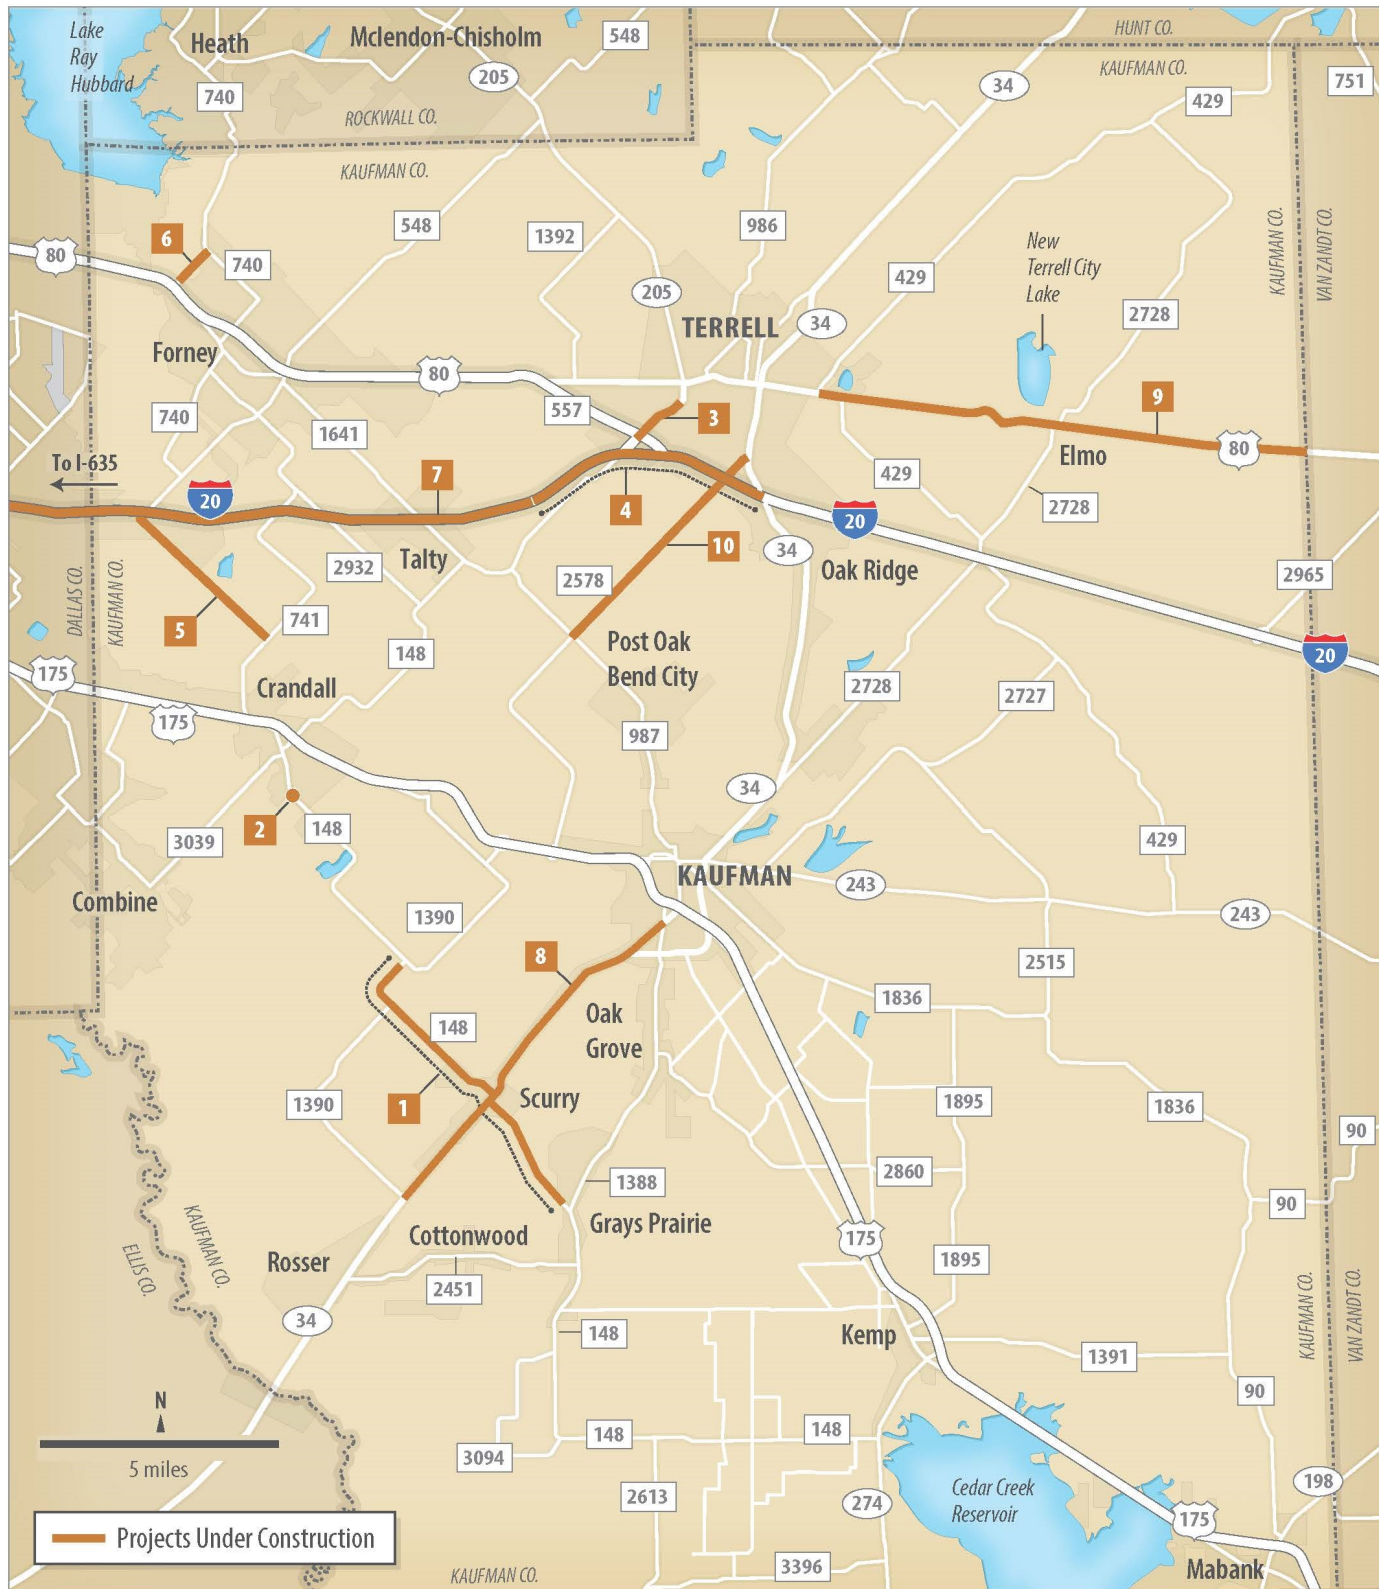 Lake
Ray
Hubbard
Heath
Mclendon-Chisholm
548
HUNT CO.
KAUFMAN CO.
205
34
751
740
429
ROCKWALL CO.
KAUFMAN CO.
548
1392
986
6
740
80
205
429
New
Terrell City
Lake
KAUFMAN CO.
VAN ZANDT CO.
2728
TERRELL
34
Forney
80
557
3
9
740
1641
Elmo
80
To I-635
7
429
20
4
2728
20
10
34
Oak Ridge
Talty
2932
2578
2965
DALLAS CO.
KAUFMAN CO.
5
741
148
Post Oak
Bend City
20
175
Crandall
2728
2727
175
987
34
2
148
3039
429
KAUFMAN
243
243
Combine
1390
8
2515
1836
Oak
Grove
148
1
Scurry
1390
1895
1836
90
1388
2860
90
Grays Prairie
KAUFMAN CO.
ELLIS CO.
Cottonwood
Rosser
175
1895
2451
34
148
Kemp
1391
KAUFMAN CO.
VAN ZANDT CO.
90
N
5 miles
148
148
3094
2613
274
Cedar Creek
Reservoir
198
175
Projects Under Construction
KAUFMAN CO.
3396
Mabank